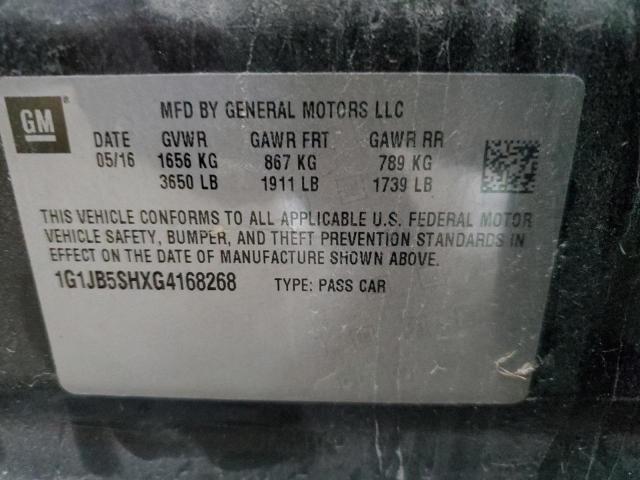 GM ®
MFD BY GENERAL MOTORS LLC
DATE GVWR GAWR FRT GAWR RR
05/16 1656 KG 867 KG 789 KG
3650 LB 1911 LB 1739 LB
THIS VEHICLE CONFORMS TO ALL APPLICABLE U.S. FEDERAL MOTOR
VEHICLE SAFETY, BUMPER, AND THEFT PREVENTION STANDARDS IN
EFFECT ON THE DATE OF MANUFACTURE SHOWN ABOVE.
1G1JB5SHXG4168268 TYPE: PASS CAR